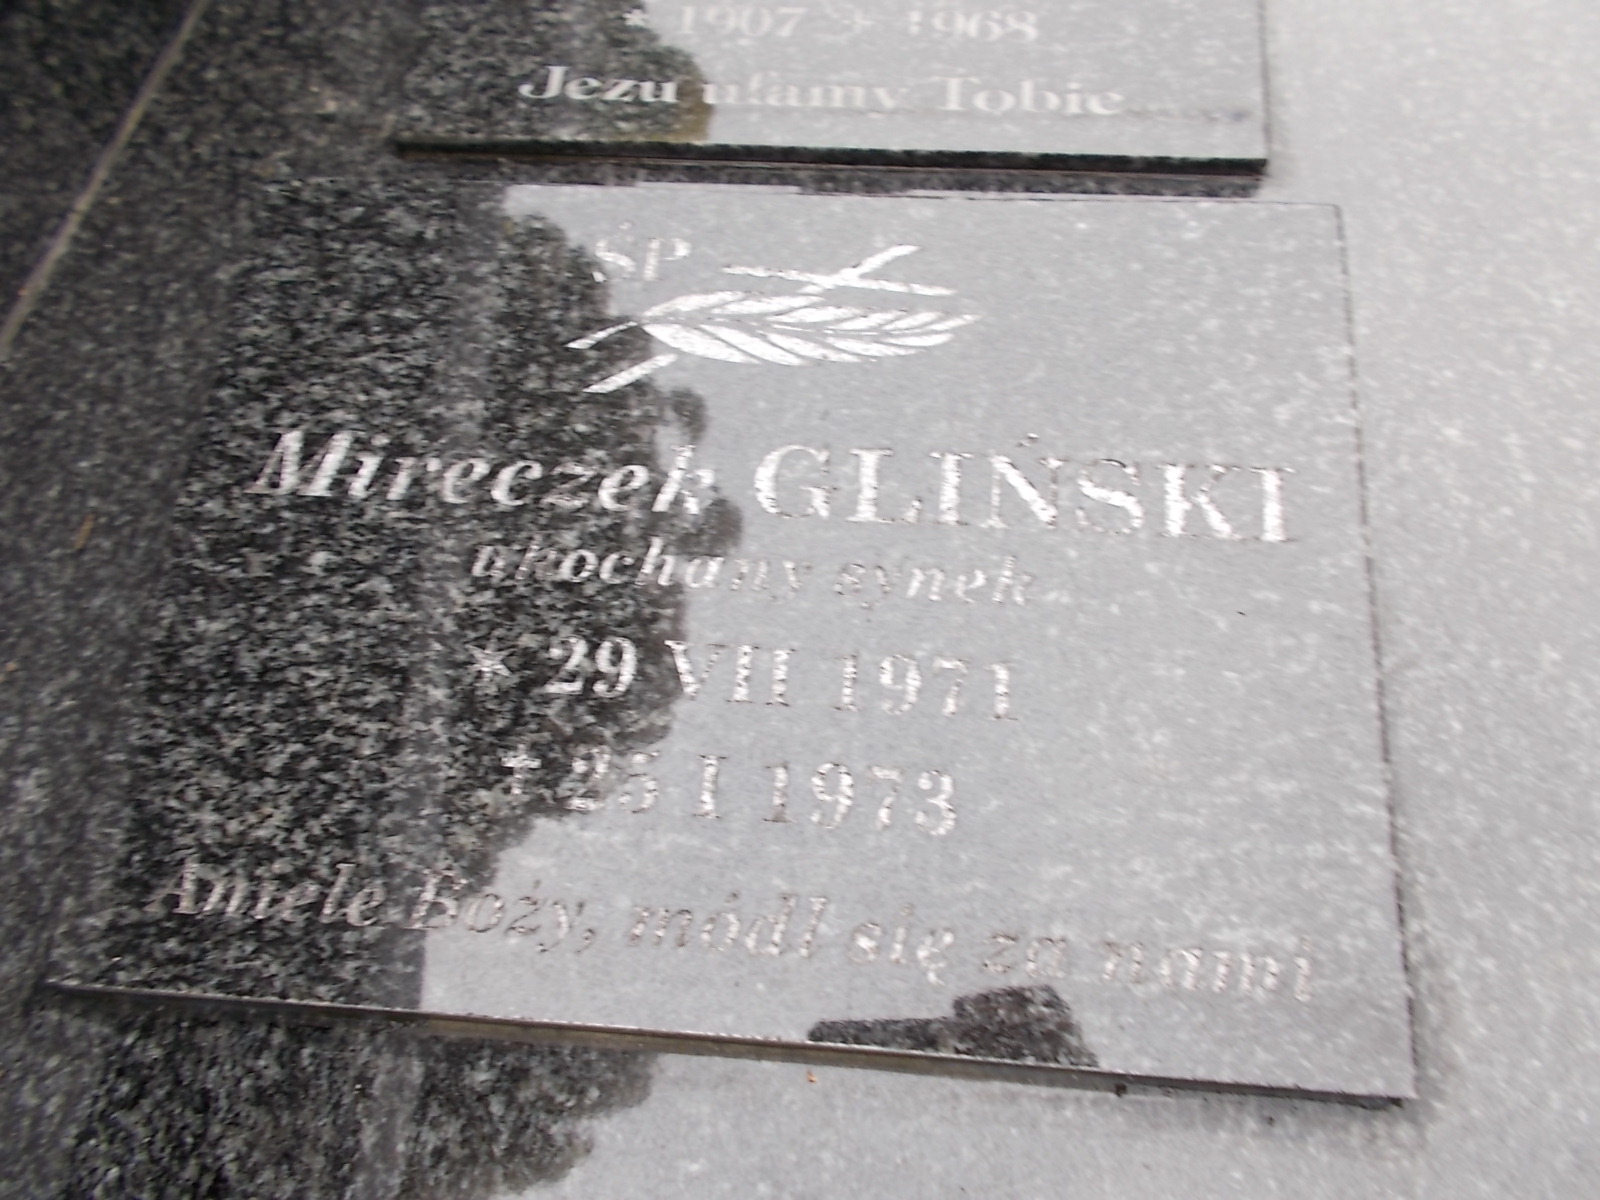 * 1907 + 1968
Jezu ufamy Tobie
ŚP
Mireczek GLIŃSKI
ukochany synek
* 29 VII 1971
+ 25 I 1973
Aniele Boży, módl się za nami